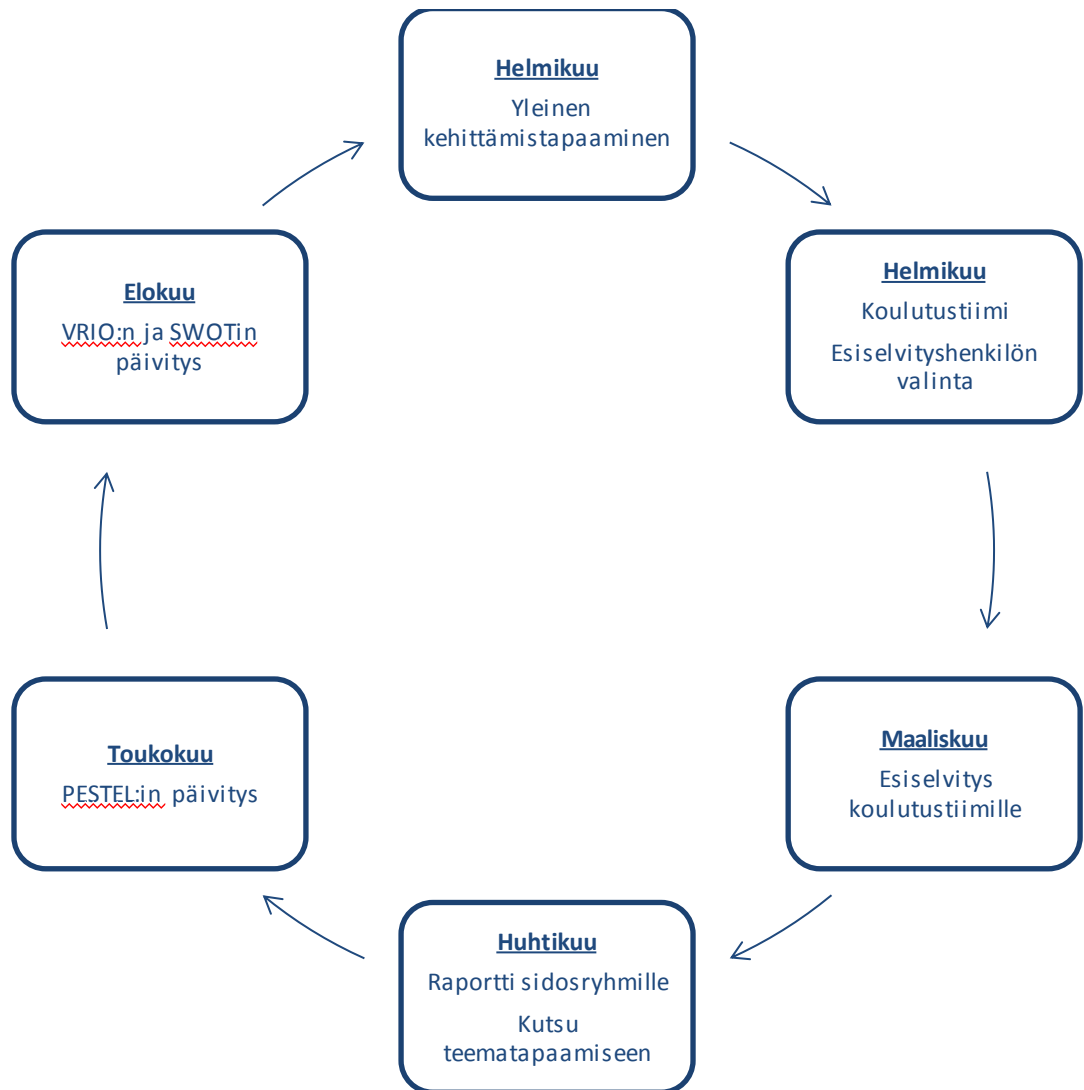 Helmikuu
Yleinen
kehittämistapaaminen
Helmikuu
Koulutustiimi
Esiselvityshenkilön
valinta
Maaliskuu
Esiselvitys
koulutustiimille
Huhtikuu
Raportti sidosryhmille
Kutsu
teematapaamiseen
Toukokuu
PESTEL:in päivitys
Elokuu
VRIO:n ja SWOTin
päivitys